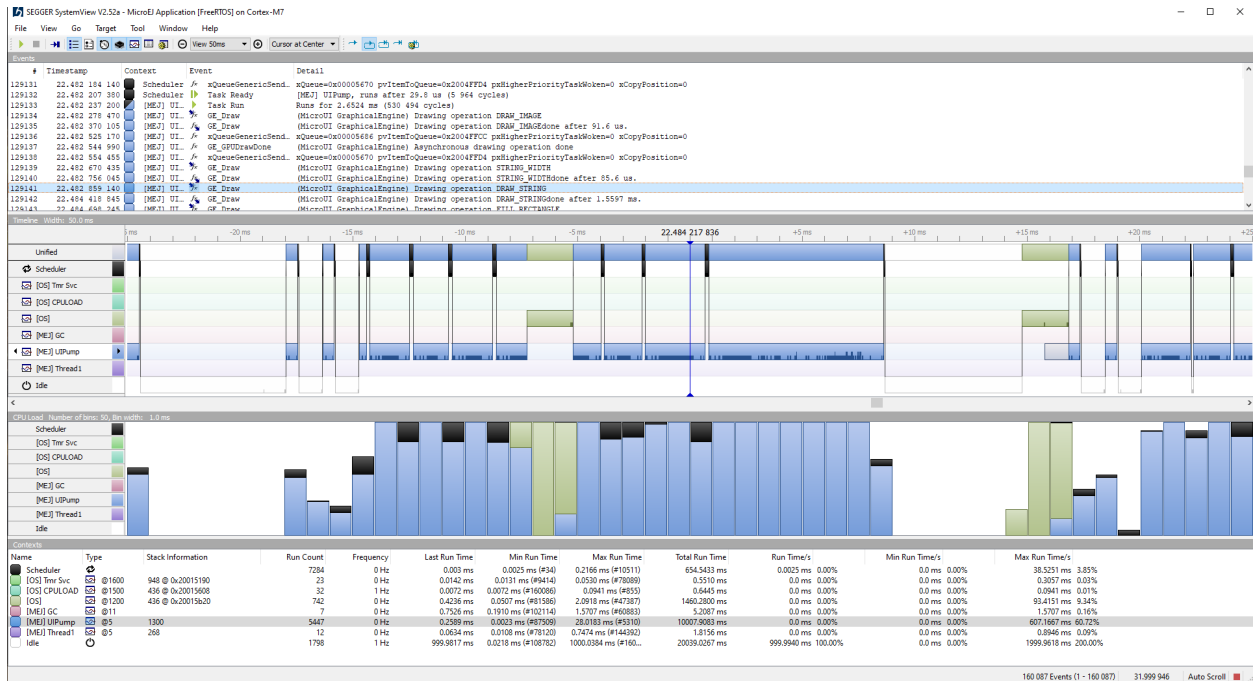 SEGGER SystemView V2.52a - MicroEJ Application [FreeRTOS] on Cortex-M7
File View Go Target Tool Window Help
View 50ms Cursor at Center
Events
# Timestamp Context Event Detail
129131 22.482 184 140 Scheduler xQueueGenericSend… xQueue=0x00005670 pvItemToQueue=0x2004FFD4 pxHigherPriorityTaskWoken=0 xCopyPosition=0
129132 22.482 207 380 Scheduler Task Ready [MEJ] UIPump, runs after 29.8 us (5 964 cycles)
129133 22.482 237 200 [MEJ] UI… Task Run Runs for 2.6524 ms (530 494 cycles)
129134 22.482 278 470 [MEJ] UI… GE_Draw (MicroUI GraphicalEngine) Drawing operation DRAW_IMAGE
129135 22.482 370 105 [MEJ] UI… GE_Draw (MicroUI GraphicalEngine) Drawing operation DRAW_IMAGEdone after 91.6 us.
129136 22.482 525 170 [MEJ] UI… xQueueGenericSend… xQueue=0x00005686 pvItemToQueue=0x2004FFCC pxHigherPriorityTaskWoken=0 xCopyPosition=0
129137 22.482 544 990 [MEJ] UI… GE_GPUDrawDone (MicroUI GraphicalEngine) Asynchronous drawing operation done
129138 22.482 554 455 [MEJ] UI… xQueueGenericSend… xQueue=0x00005670 pvItemToQueue=0x2004FFD4 pxHigherPriorityTaskWoken=0 xCopyPosition=0
129139 22.482 670 435 [MEJ] UI… GE_Draw (MicroUI GraphicalEngine) Drawing operation STRING_WIDTH
129140 22.482 756 045 [MEJ] UI… GE_Draw (MicroUI GraphicalEngine) Drawing operation STRING_WIDTHdone after 85.6 us.
129141 22.482 859 140 [MEJ] UI… GE_Draw (MicroUI GraphicalEngine) Drawing operation DRAW_STRING
129142 22.484 418 845 [MEJ] UI… GE_Draw (MicroUI GraphicalEngine) Drawing operation DRAW_STRINGdone after 1.5597 ms.
129143 22.484 698 245 [MEJ] UI… GE_Draw (MicroUI GraphicalEngine) Drawing operation FILL_RECTANGLE
Timeline Width: 50.0 ms
-20 ms -15 ms -10 ms -5 ms 22.484 217 836 +5 ms +10 ms +15 ms +20 ms
Unified
Scheduler
[OS] Tmr Svc
[OS] CPULOAD
[OS]
[MEJ] GC
[MEJ] UIPump
[MEJ] Thread1
Idle
CPU Load Number of bins: 50, Bin width: 1.0 ms
Scheduler
[OS] Tmr Svc
[OS] CPULOAD
[OS]
[MEJ] GC
[MEJ] UIPump
[MEJ] Thread1
Idle
Contexts
Name Type Stack Information Run Count Frequency Last Run Time Min Run Time Max Run Time Total Run Time Run Time/s Min Run Time/s Max Run Time/s
Scheduler 7284 0 Hz 0.003 ms 0.0025 ms (#34) 0.2166 ms (#10511) 654.5433 ms 0.0025 ms 0.00% 0.0 ms 0.00% 38.5251 ms 3.85%
[OS] Tmr Svc @1600 948 @ 0x20015190 23 0 Hz 0.0142 ms 0.0131 ms (#9414) 0.0530 ms (#78089) 0.5510 ms 0.0 ms 0.00% 0.0 ms 0.00% 0.3057 ms 0.03%
[OS] CPULOAD @1500 436 @ 0x20015608 32 1 Hz 0.0072 ms 0.0072 ms (#160086) 0.0941 ms (#855) 0.6445 ms 0.0 ms 0.00% 0.0 ms 0.00% 0.0941 ms 0.01%
[OS] @1200 436 @ 0x20015b20 742 0 Hz 0.4236 ms 0.0507 ms (#81586) 2.0918 ms (#47387) 1460.2800 ms 0.0 ms 0.00% 0.0 ms 0.00% 93.4151 ms 9.34%
[MEJ] GC @11 7 0 Hz 0.7526 ms 0.1910 ms (#102114) 1.5707 ms (#60883) 5.2087 ms 0.0 ms 0.00% 0.0 ms 0.00% 1.5707 ms 0.16%
[MEJ] UIPump @5 1300 5447 0 Hz 0.2589 ms 0.0023 ms (#87509) 28.0183 ms (#5310) 10007.9083 ms 0.0 ms 0.00% 0.0 ms 0.00% 607.1667 ms 60.72%
[MEJ] Thread1 @5 268 12 0 Hz 0.0634 ms 0.0108 ms (#78120) 0.7474 ms (#144392) 1.8156 ms 0.0 ms 0.00% 0.0 ms 0.00% 0.8946 ms 0.09%
Idle 1798 1 Hz 999.9817 ms 0.0218 ms (#108782) 1000.0384 ms (#160… 20039.0267 ms 999.9940 ms 100.00% 0.0 ms 0.00% 1999.9618 ms 200.00%
160 087 Events (1 - 160 087) 31.999 946 Auto Scroll